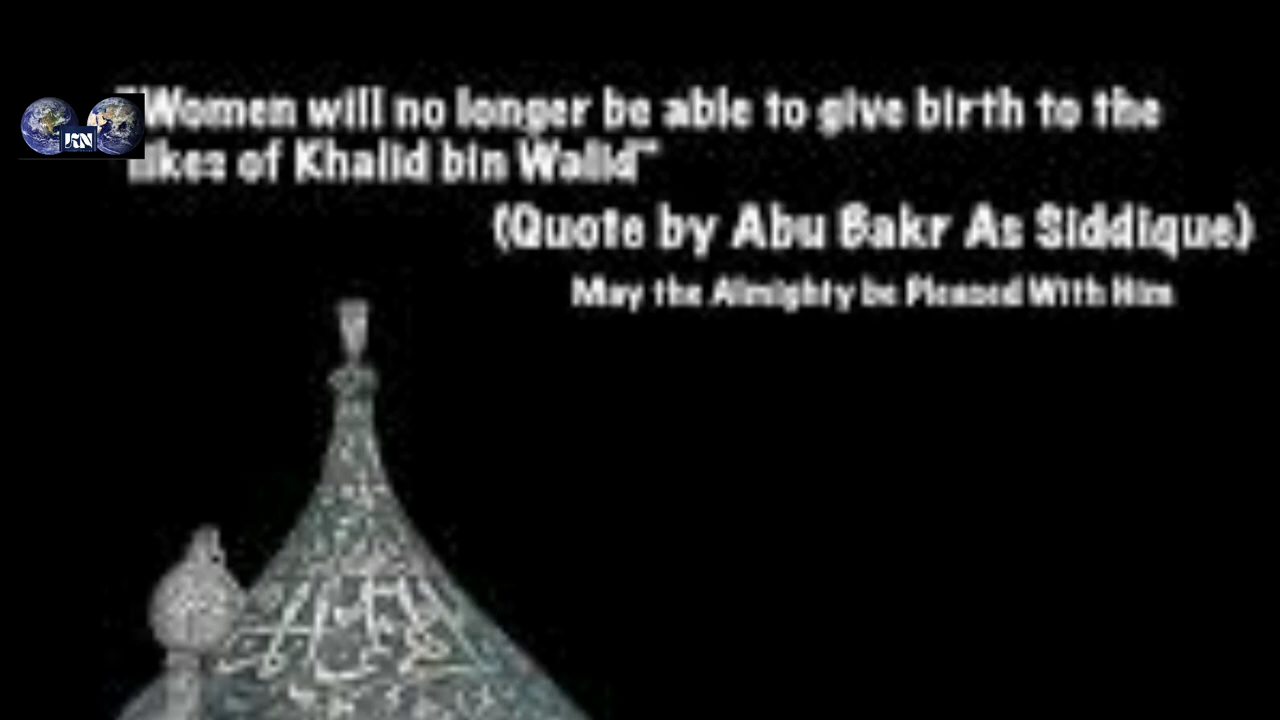 "Women will no longer be able to give birth to the
likes of Khalid bin Walid"
(Quote by Abu Bakr As Siddique)
May the Almighty be Pleased With Him